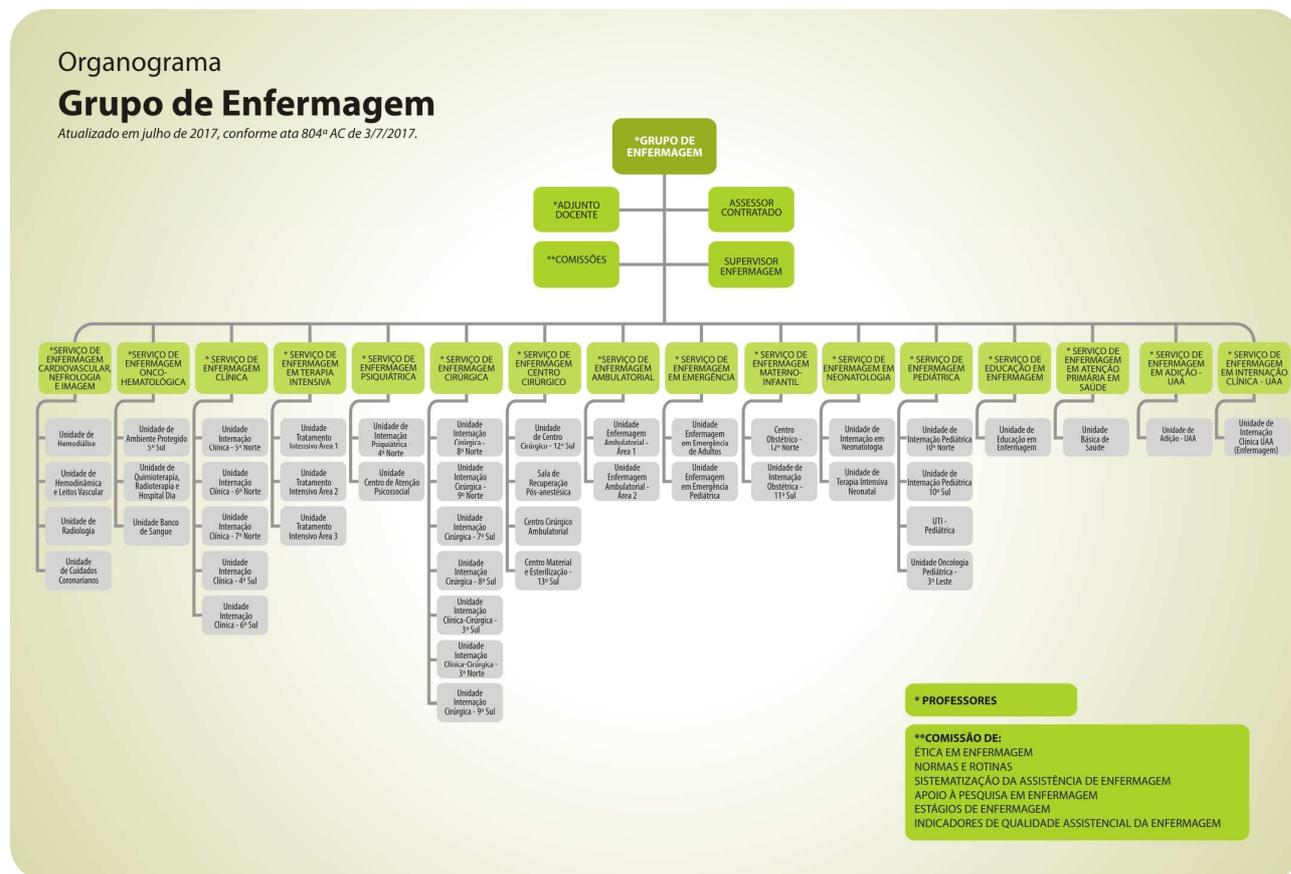 Organograma
Grupo de Enfermagem
Atualizado em julho de 2017, conforme ata 804ª AC de 3/7/2017.
*GRUPO DE
ENFERMAGEM
*ADJUNTO
DOCENTE
ASSESSOR
CONTRATADO
**COMISSÕES
SUPERVISOR
ENFERMAGEM
*SERVIÇO DE
ENFERMAGEM
CARDIOVASCULAR,
NEFROLOGIA
E IMAGEM
Unidade de
Hemodiálise
Unidade de
Hemodinâmica
e Leitos Vascular
Unidade de
Radiologia
Unidade
de Cuidados
Coronarianos
*SERVIÇO DE
ENFERMAGEM
ONCO-
HEMATOLÓGICA
Unidade de
Ambiente Protegido
5º Sul
Unidade de
Quimioterapia,
Radioterapia e
Hospital Dia
Unidade Banco
de Sangue
* SERVIÇO DE
ENFERMAGEM
CLÍNICA
Unidade
Internação
Clínica - 5º Norte
Unidade
Internação
Clínica - 6º Norte
Unidade
Internação
Clínica - 7º Norte
Unidade
Internação
Clínica - 4º Sul
Unidade
Internação
Clínica - 6º Sul
* SERVIÇO DE
ENFERMAGEM
EM TERAPIA
INTENSIVA
Unidade
Tratamento
Intensivo Área 1
Unidade
Tratamento
Intensivo Área 2
Unidade
Tratamento
Intensivo Área 3
* SERVIÇO DE
ENFERMAGEM
PSIQUIÁTRICA
Unidade de
Internação
Psiquiátrica -
4º Norte
Unidade
Centro de Atenção
Psicossocial
* SERVIÇO DE
ENFERMAGEM
CIRÚRGICA
Unidade
Internação
Cirúrgica -
8º Norte
Unidade
Internação
Cirúrgica -
9º Norte
Unidade
Internação
Cirúrgica - 7º Sul
Unidade
Internação
Cirúrgica - 8º Sul
Unidade
Internação
Clínica-Cirúrgica -
3º Sul
Unidade
Internação
Clínica-Cirúrgica -
3º Norte
Unidade
Internação
Cirúrgica - 9º Sul
* SERVIÇO DE
ENFERMAGEM
CENTRO
CIRÚRGICO
Unidade
de Centro
Cirúrgico - 12º Sul
Sala de
Recuperação
Pós-anestésica
Centro Cirúrgico
Ambulatorial
Centro Material
e Esterilização -
13º Sul
* SERVIÇO DE
ENFERMAGEM
AMBULATORIAL
Unidade
Enfermagem
Ambulatorial -
Área 1
Unidade
Enfermagem
Ambulatorial -
Área 2
* SERVIÇO DE
ENFERMAGEM
EM EMERGÊNCIA
Unidade
Enfermagem
em Emergência
de Adultos
Unidade
Enfermagem
em Emergência
Pediátrica
* SERVIÇO DE
ENFERMAGEM
MATERNO-
INFANTIL
Centro
Obstétrico -
12º Norte
Unidade de
Internação
Obstétrica -
11º Sul
* SERVIÇO DE
ENFERMAGEM EM
NEONATOLOGIA
Unidade de
Internação em
Neonatologia
Unidade de
Terapia Intensiva
Neonatal
* SERVIÇO DE
ENFERMAGEM
PEDIÁTRICA
Unidade de
Internação Pediátrica
10º Norte
Unidade de
Internação Pediátrica
10º Sul
UTI -
Pediátrica
Unidade Oncologia
Pediátrica -
3º Leste
* SERVIÇO DE
EDUCAÇÃO EM
ENFERMAGEM
Unidade de
Educação em
Enfermagem
* SERVIÇO DE
ENFERMAGEM
EM ATENÇÃO
PRIMÁRIA EM
SAÚDE
Unidade
Básica de
Saúde
* SERVIÇO DE
ENFERMAGEM
EM ADIÇÃO -
UAA
Unidade de
Adição - UAA
* SERVIÇO DE
ENFERMAGEM
EM INTERNAÇÃO
CLÍNICA - UAA
Unidade de
Internação
Clínica UAA
(Enfermagem)
* PROFESSORES
**COMISSÃO DE:
ÉTICA EM ENFERMAGEM
NORMAS E ROTINAS
SISTEMATIZAÇÃO DA ASSISTÊNCIA DE ENFERMAGEM
APOIO À PESQUISA EM ENFERMAGEM
ESTÁGIOS DE ENFERMAGEM
INDICADORES DE QUALIDADE ASSISTENCIAL DA ENFERMAGEM